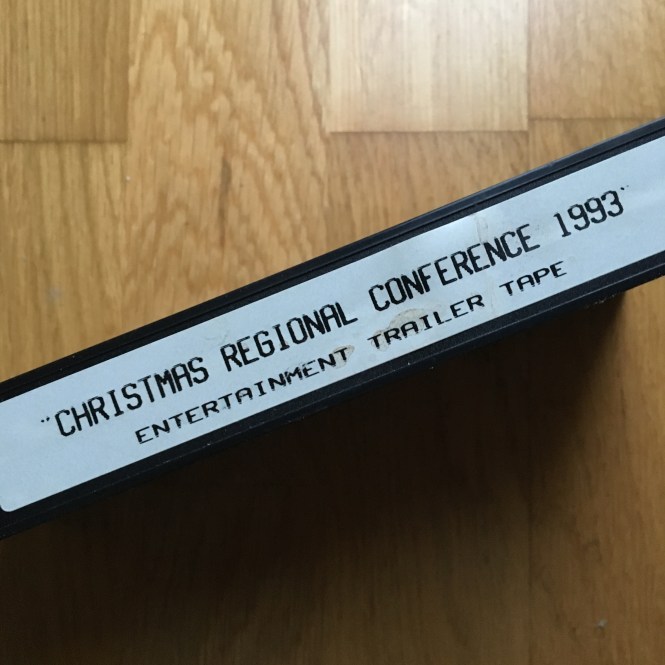 "CHRISTMAS REGIONAL CONFERENCE 1993"
ENTERTAINMENT TRAILER TAPE